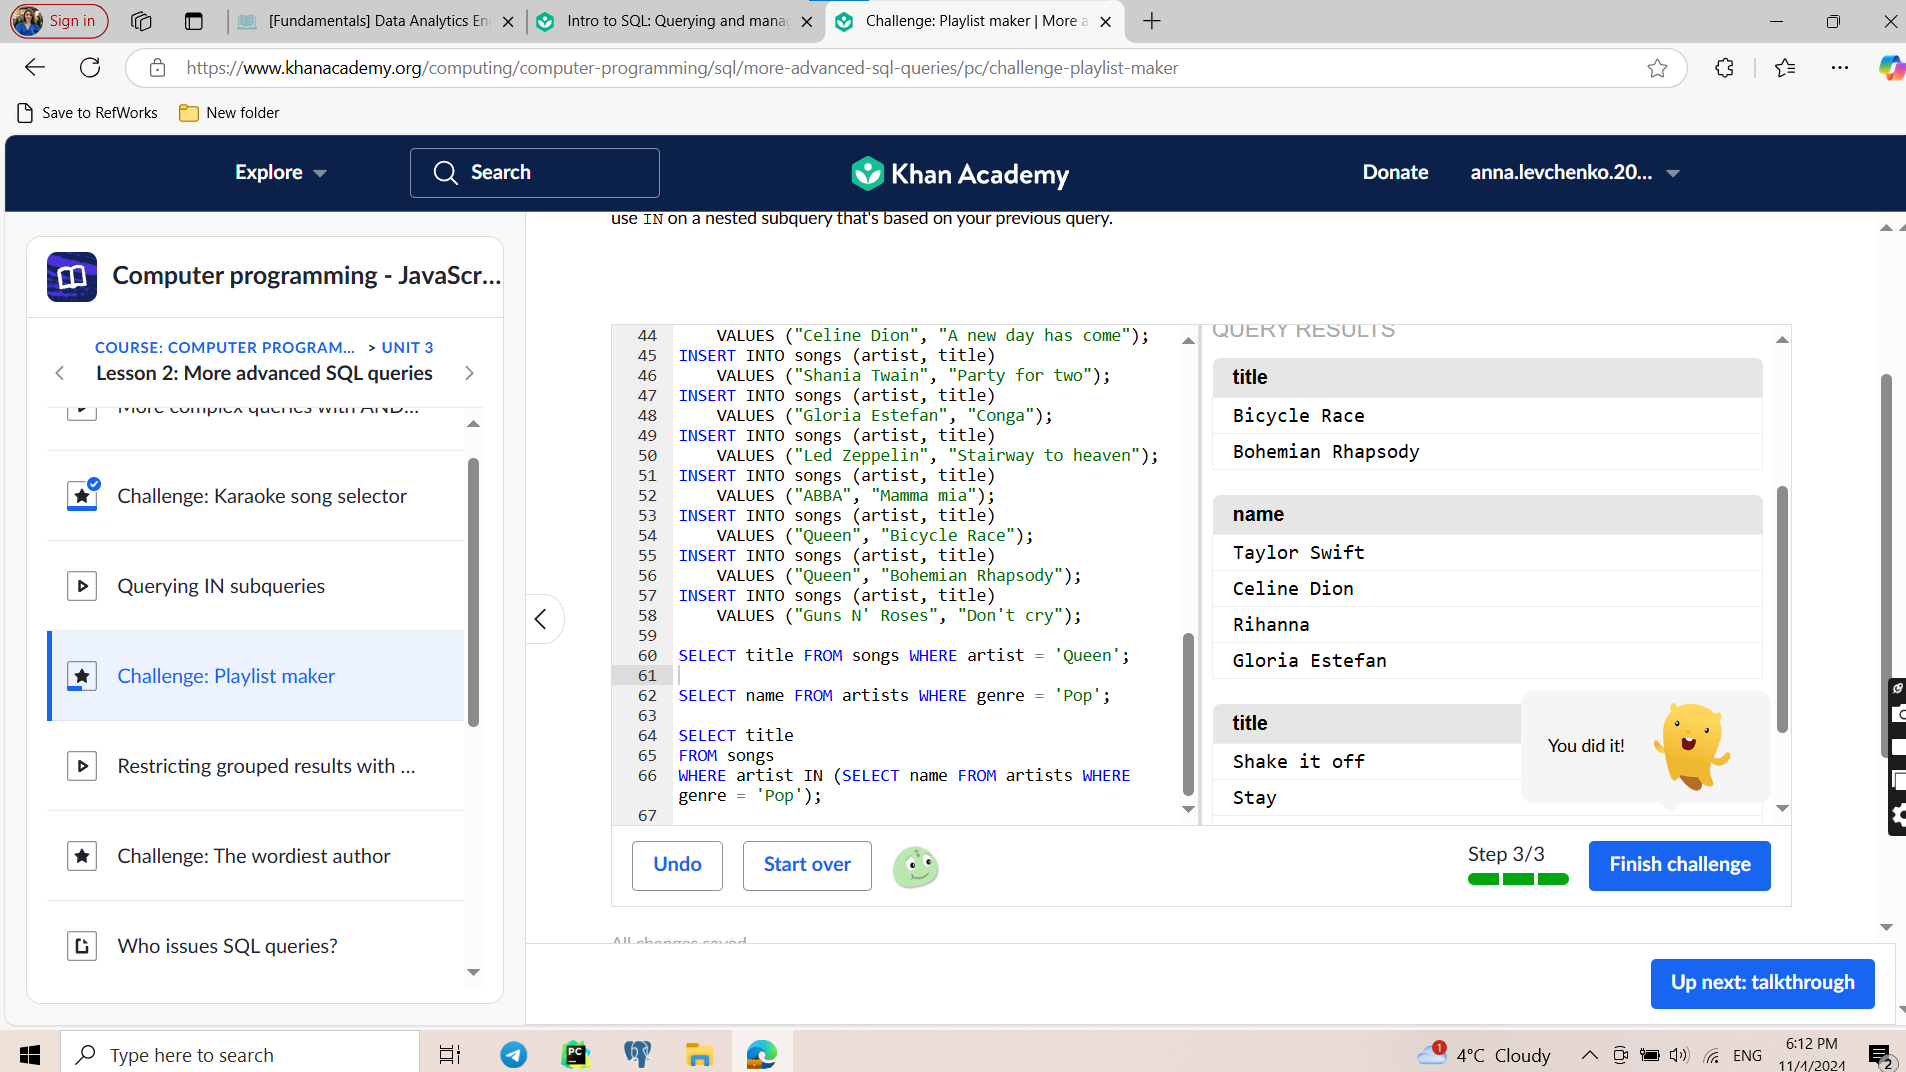 Sign in
[Fundamentals] Data Analytics En
Intro to SQL: Querying and mana
Challenge: Playlist maker | More a
https://www.khanacademy.org/computing/computer-programming/sql/more-advanced-sql-queries/pc/challenge-playlist-maker
Save to RefWorks
New folder
Explore
Search
Khan Academy
Donate
anna.levchenko.20...
use IN on a nested subquery that's based on your previous query.
Computer programming - JavaScr...
COURSE: COMPUTER PROGRAM... > UNIT 3
Lesson 2: More advanced SQL queries
More complex queries with AND...
Challenge: Karaoke song selector
Querying IN subqueries
Challenge: Playlist maker
Restricting grouped results with ...
Challenge: The wordiest author
Who issues SQL queries?
44 VALUES ("Celine Dion", "A new day has come");
45 INSERT INTO songs (artist, title)
46 VALUES ("Shania Twain", "Party for two");
47 INSERT INTO songs (artist, title)
48 VALUES ("Gloria Estefan", "Conga");
49 INSERT INTO songs (artist, title)
50 VALUES ("Led Zeppelin", "Stairway to heaven");
51 INSERT INTO songs (artist, title)
52 VALUES ("ABBA", "Mamma mia");
53 INSERT INTO songs (artist, title)
54 VALUES ("Queen", "Bicycle Race");
55 INSERT INTO songs (artist, title)
56 VALUES ("Queen", "Bohemian Rhapsody");
57 INSERT INTO songs (artist, title)
58 VALUES ("Guns N' Roses", "Don't cry");
59
60 SELECT title FROM songs WHERE artist = 'Queen';
61
62 SELECT name FROM artists WHERE genre = 'Pop';
63
64 SELECT title
65 FROM songs
66 WHERE artist IN (SELECT name FROM artists WHERE
genre = 'Pop');
67
QUERY RESULTS
title
Bicycle Race
Bohemian Rhapsody
name
Taylor Swift
Celine Dion
Rihanna
Gloria Estefan
title
Shake it off
Stay
You did it!
Undo
Start over
Step 3/3
Finish challenge
All changes saved
Up next: talkthrough
Type here to search
PC
1
4°C Cloudy
ENG
6:12 PM
11/4/2024
2